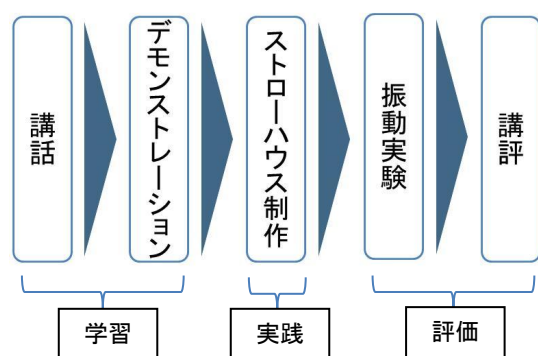 講話
デモンストレーション
ストローハウス制作
振動実験
講評
学習
実践
評価